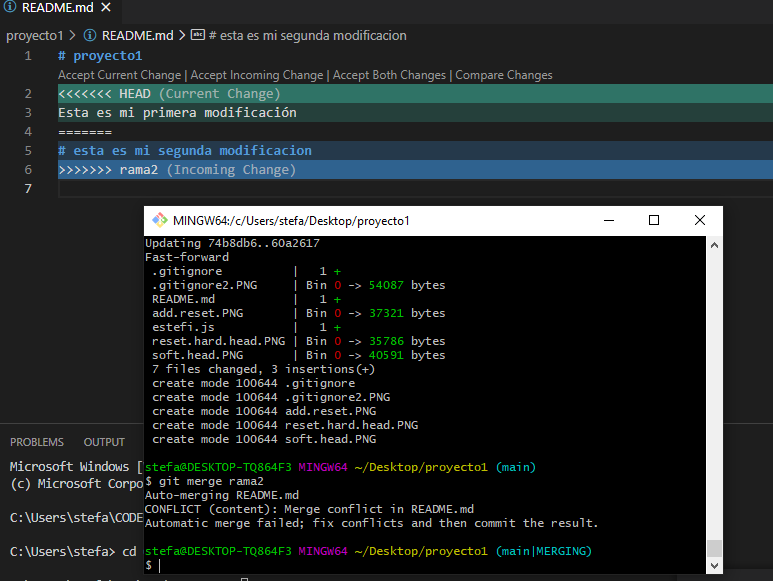 README.md
proyecto1 > README.md > # esta es mi segunda modificacion
1 # proyecto1
Accept Current Change | Accept Incoming Change | Accept Both Changes | Compare Changes
2 <<<<<<< HEAD (Current Change)
3 Esta es mi primera modificación
4 =======
5 # esta es mi segunda modificacion
6 >>>>>>> rama2 (Incoming Change)
7
MINGW64:/c/Users/stefa/Desktop/proyecto1
Updating 74b8db6..60a2617
Fast-forward
.gitignore | 1 +
.gitignore2.PNG | Bin 0 -> 54087 bytes
README.md | 1 +
add.reset.PNG | Bin 0 -> 37321 bytes
estefi.js | 1 +
reset.hard.head.PNG | Bin 0 -> 35786 bytes
soft.head.PNG | Bin 0 -> 40591 bytes
7 files changed, 3 insertions(+)
create mode 100644 .gitignore
create mode 100644 .gitignore2.PNG
create mode 100644 add.reset.PNG
create mode 100644 reset.hard.head.PNG
create mode 100644 soft.head.PNG
stefa@DESKTOP-TQ864F3 MINGW64 ~/Desktop/proyecto1 (main)
$ git merge rama2
Auto-merging README.md
CONFLICT (content): Merge conflict in README.md
Automatic merge failed; fix conflicts and then commit the result.
stefa@DESKTOP-TQ864F3 MINGW64 ~/Desktop/proyecto1 (main|MERGING)
$
PROBLEMS OUTPUT
Microsoft Windows [
(c) Microsoft Corpo
C:\Users\stefa\CODE
C:\Users\stefa> cd